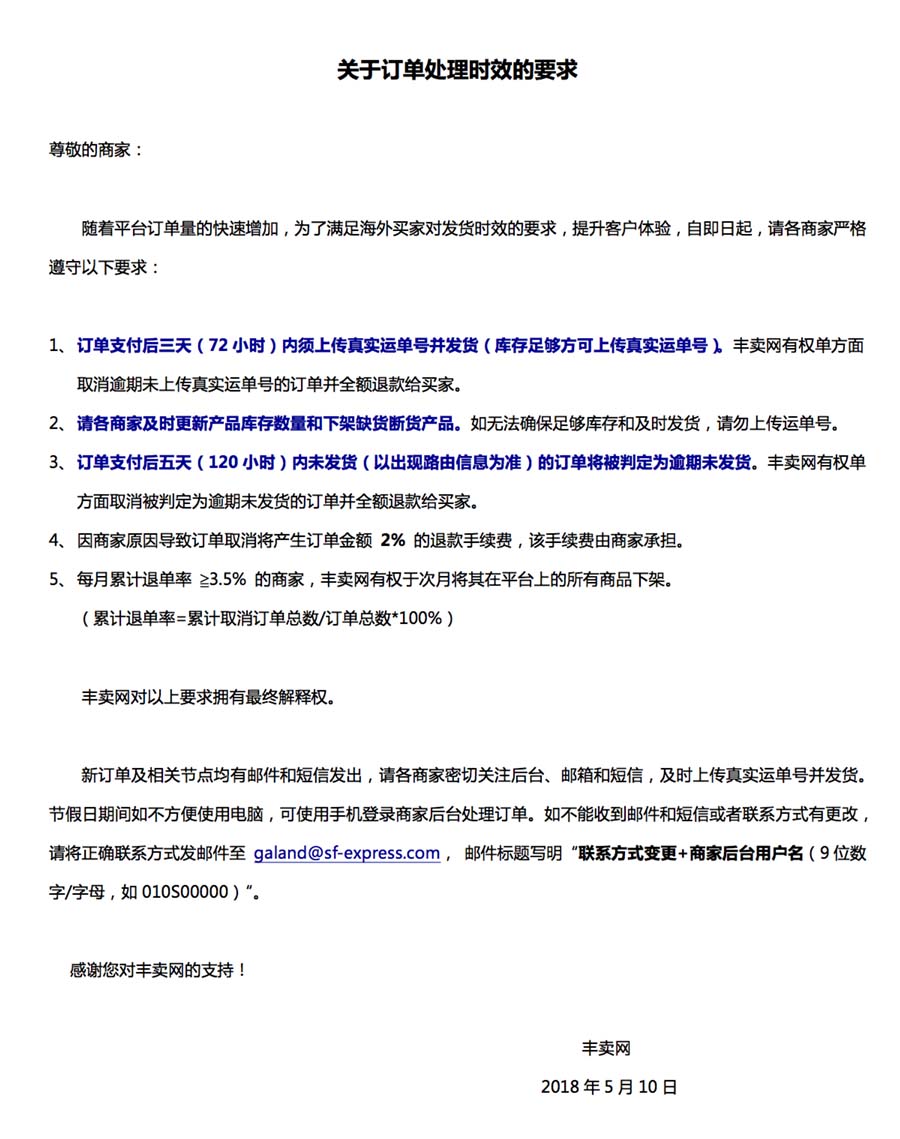 关于订单处理时效的要求
尊敬的商家：
随着平台订单量的快速增加，为了满足海外买家对发货时效的要求，提升客户体验，自即日起，请各商家严格
遵守以下要求：
1、订单支付后三天（72 小时）内须上传真实运单号并发货（库存足够方可上传真实运单号）。丰卖网有权单方面
取消逾期未上传真实运单号的订单并全额退款给买家。
2、请各商家及时更新产品库存数量和下架缺货断货产品。如无法确保足够库存和及时发货，请勿上传运单号。
3、订单支付后五天（120 小时）内未发货（以出现路由信息为准）的订单将被判定为逾期未发货。丰卖网有权单
方面取消被判定为逾期未发货的订单并全额退款给买家。
4、因商家原因导致订单取消将产生订单金额 2% 的退款手续费，该手续费由商家承担。
5、每月累计退单率 ≧3.5% 的商家，丰卖网有权于次月将其在平台上的所有商品下架。
（累计退单率=累计取消订单总数/订单总数*100%）
丰卖网对以上要求拥有最终解释权。
新订单及相关节点均有邮件和短信发出，请各商家密切关注后台、邮箱和短信，及时上传真实运单号并发货。
节假日期间如不方便使用电脑，可使用手机登录商家后台处理订单。如不能收到邮件和短信或者联系方式有更改，
请将正确联系方式发邮件至 galand@sf-express.com， 邮件标题写明“联系方式变更+商家后台用户名（9 位数
字/字母，如 010S00000）“。
感谢您对丰卖网的支持！
丰卖网
2018 年 5 月 10 日